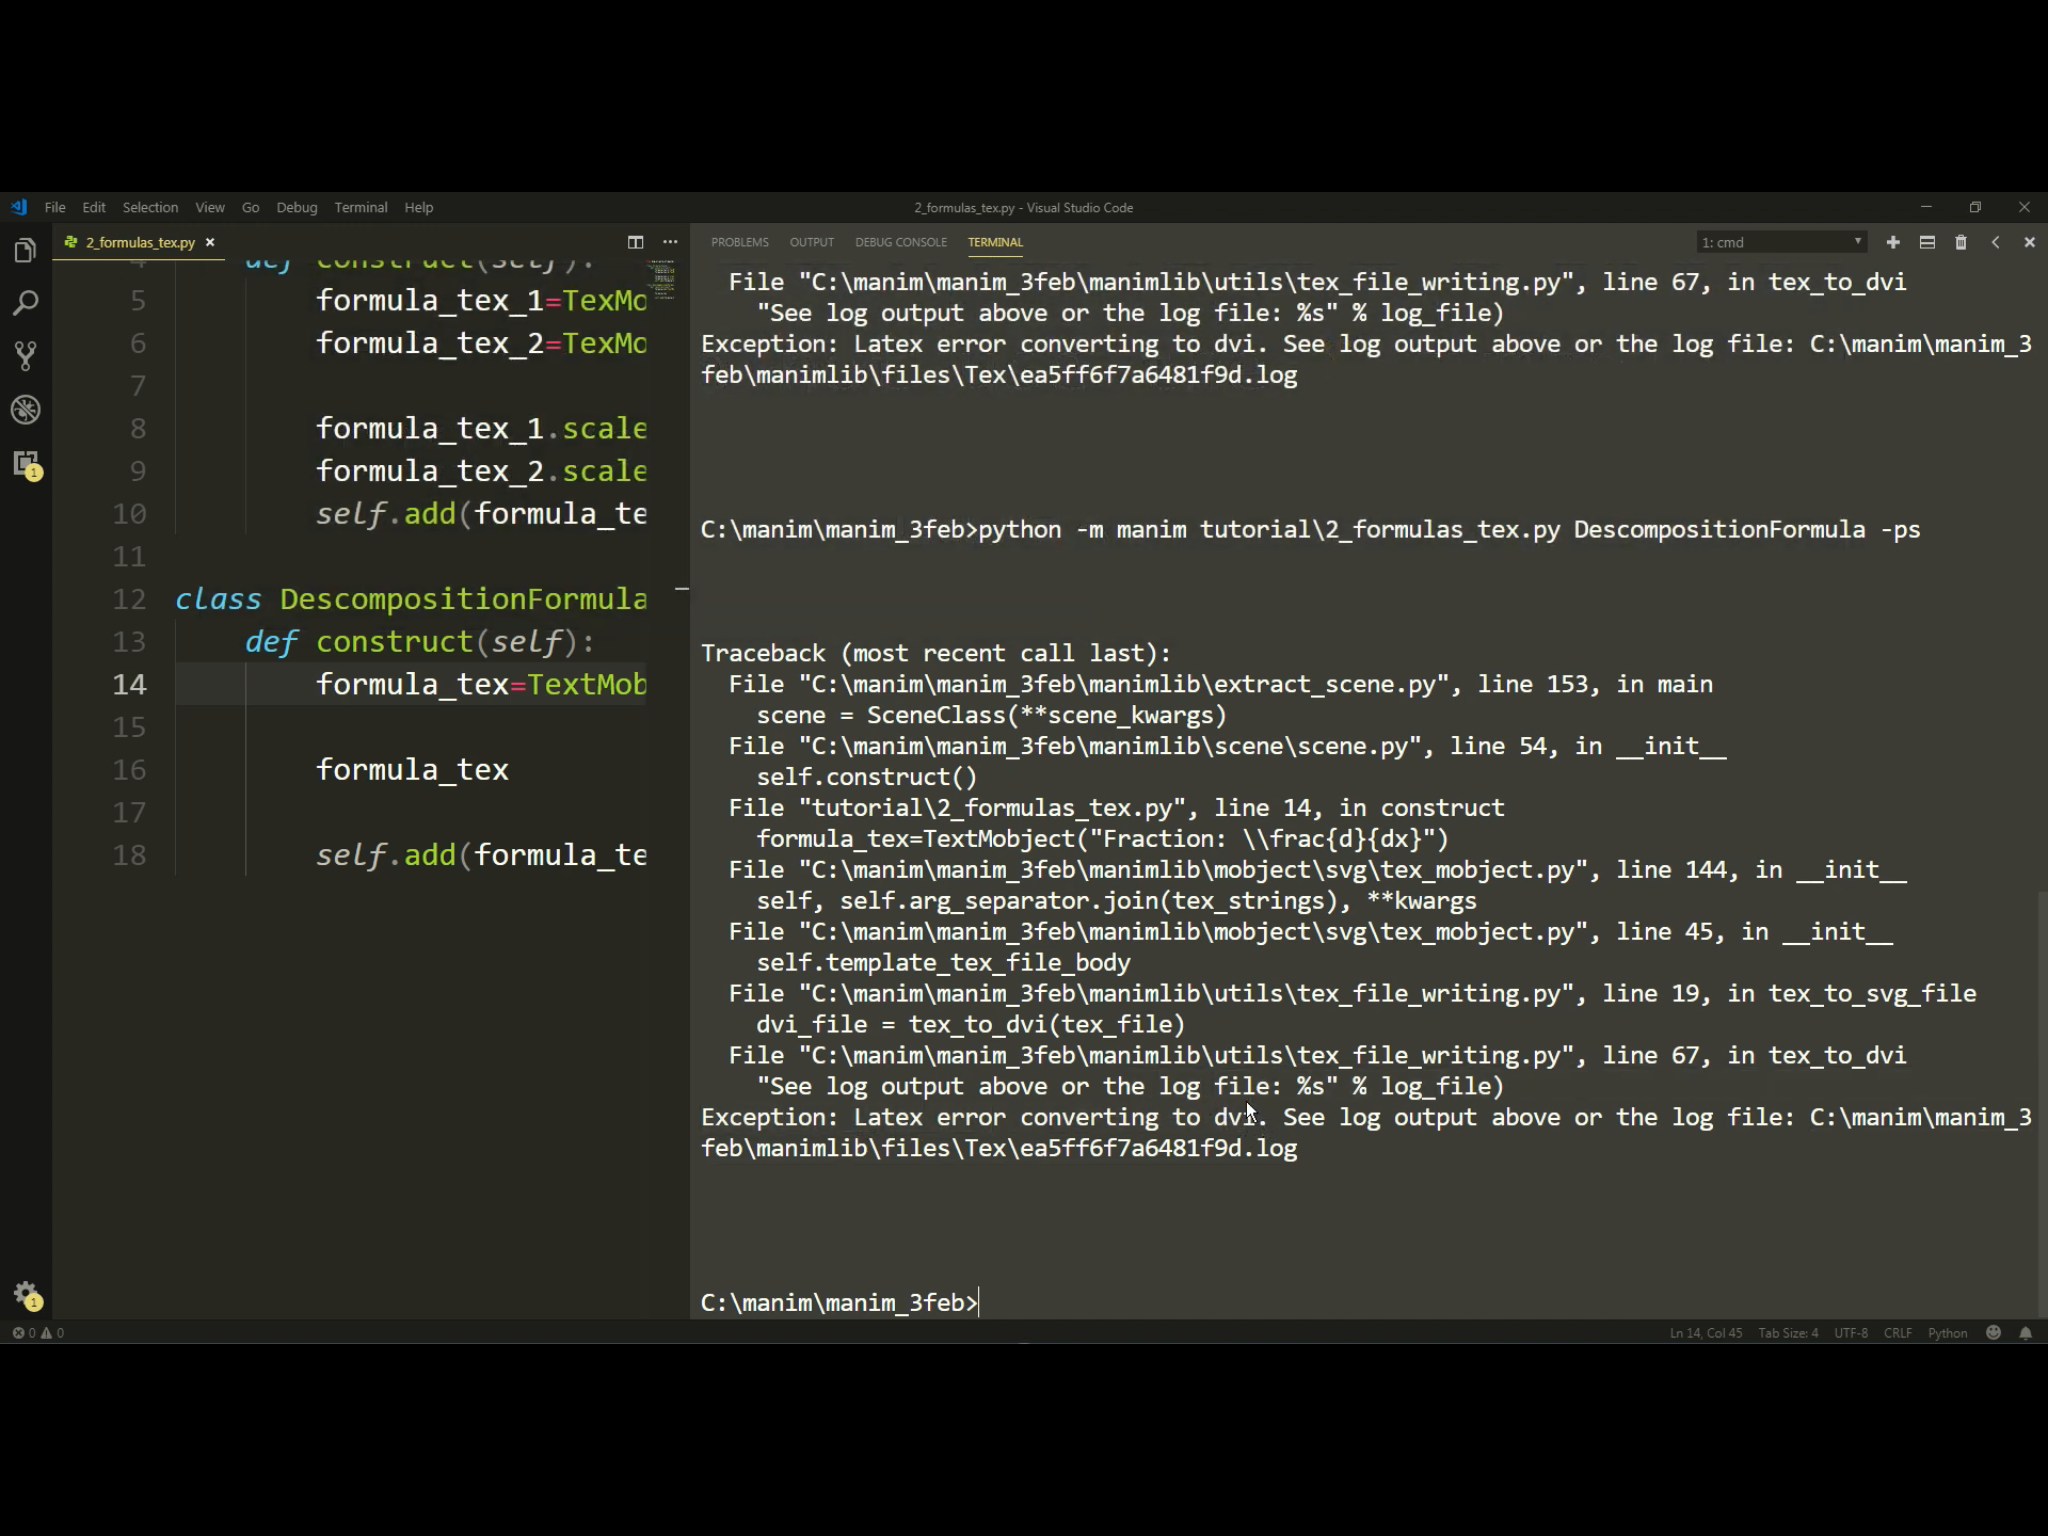 File Edit Selection View Go Debug Terminal Help
2_formulas_tex.py - Visual Studio Code
2_formulas_tex.py
4 def construct(self):
5 formula_tex_1=TexMo
6 formula_tex_2=TexMo
7
8 formula_tex_1.scale
9 formula_tex_2.scale
10 self.add(formula_te
11
12 class DescompositionFormula
13 def construct(self):
14 formula_tex=TextMob
15
16 formula_tex
17
18 self.add(formula_te
PROBLEMS OUTPUT DEBUG CONSOLE TERMINAL
1: cmd
File "C:\manim\manim_3feb\manimlib\utils\tex_file_writing.py", line 67, in tex_to_dvi
"See log output above or the log file: %s" % log_file)
Exception: Latex error converting to dvi. See log output above or the log file: C:\manim\manim_3
feb\manimlib\files\Tex\ea5ff6f7a6481f9d.log
C:\manim\manim_3feb>python -m manim tutorial\2_formulas_tex.py DescompositionFormula -ps
Traceback (most recent call last):
File "C:\manim\manim_3feb\manimlib\extract_scene.py", line 153, in main
scene = SceneClass(**scene_kwargs)
File "C:\manim\manim_3feb\manimlib\scene\scene.py", line 54, in __init__
self.construct()
File "tutorial\2_formulas_tex.py", line 14, in construct
formula_tex=TextMobject("Fraction: \\frac{d}{dx}")
File "C:\manim\manim_3feb\manimlib\mobject\svg\tex_mobject.py", line 144, in __init__
self, self.arg_separator.join(tex_strings), **kwargs
File "C:\manim\manim_3feb\manimlib\mobject\svg\tex_mobject.py", line 45, in __init__
self.template_tex_file_body
File "C:\manim\manim_3feb\manimlib\utils\tex_file_writing.py", line 19, in tex_to_svg_file
dvi_file = tex_to_dvi(tex_file)
File "C:\manim\manim_3feb\manimlib\utils\tex_file_writing.py", line 67, in tex_to_dvi
"See log output above or the log file: %s" % log_file)
Exception: Latex error converting to dvi. See log output above or the log file: C:\manim\manim_3
feb\manimlib\files\Tex\ea5ff6f7a6481f9d.log
C:\manim\manim_3feb>
1
1
0 0
Ln 14, Col 45 Tab Size: 4 UTF-8 CRLF Python